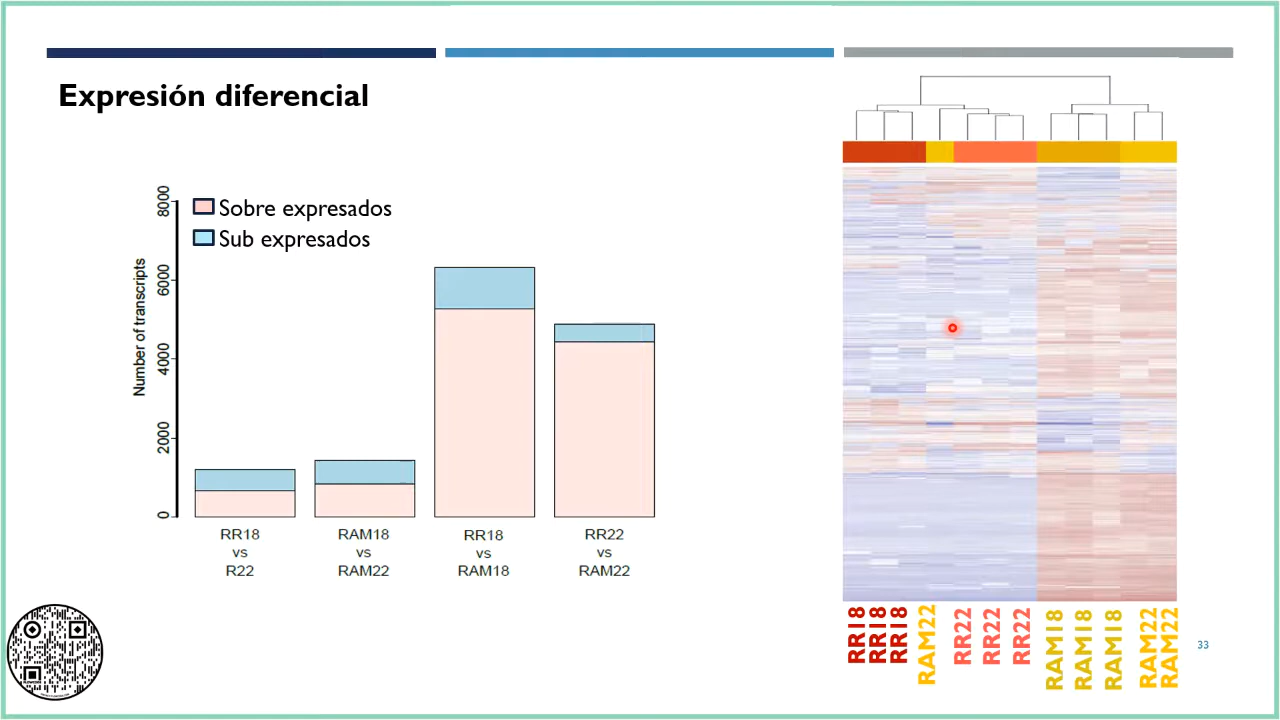 Expresión diferencial
Sobre expresados
Sub expresados
Number of transcripts
8000
6000
4000
2000
0
RR18
vs
R22
RAM18
vs
RAM22
RR18
vs
RAM18
RR22
vs
RAM22
RR18
RR18
RR18
RAM22
RR22
RR22
RR22
RAM18
RAM18
RAM18
RAM22
RAM22
33